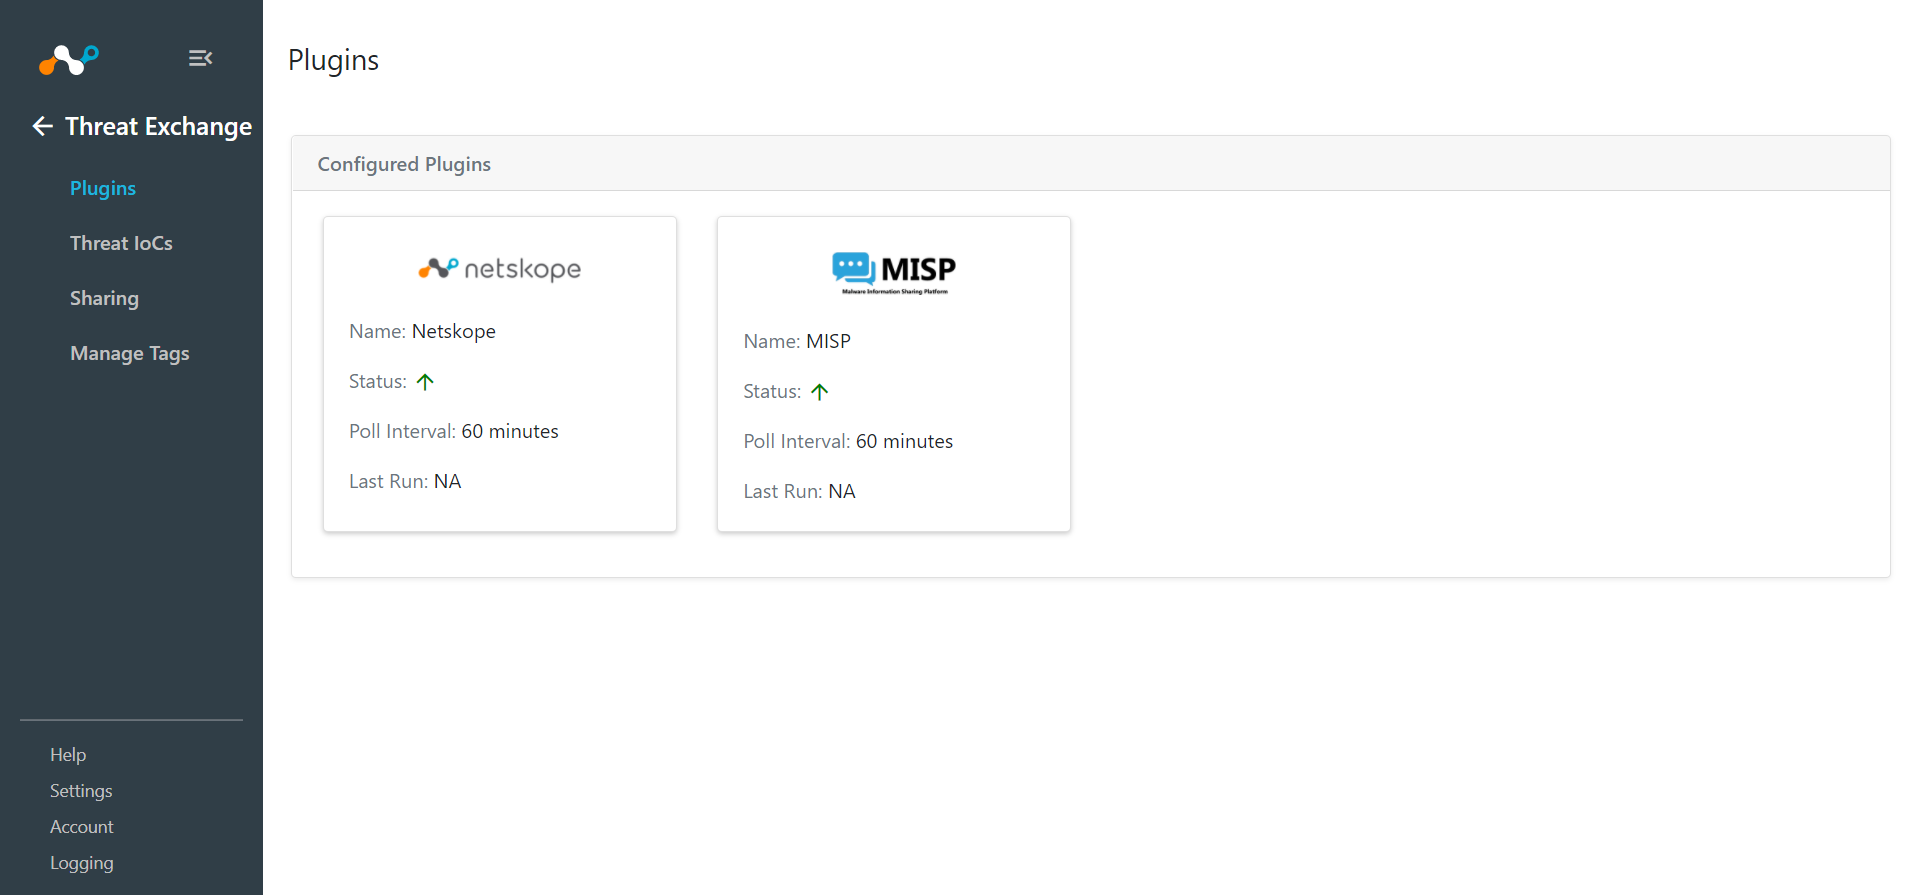 Threat Exchange
Plugins
Threat IoCs
Sharing
Manage Tags
Help
Settings
Account
Logging
Plugins
Configured Plugins
netskope
Name: Netskope
Status:
Poll Interval: 60 minutes
Last Run: NA
MISP
Malware Information Sharing Platform
Name: MISP
Status:
Poll Interval: 60 minutes
Last Run: NA